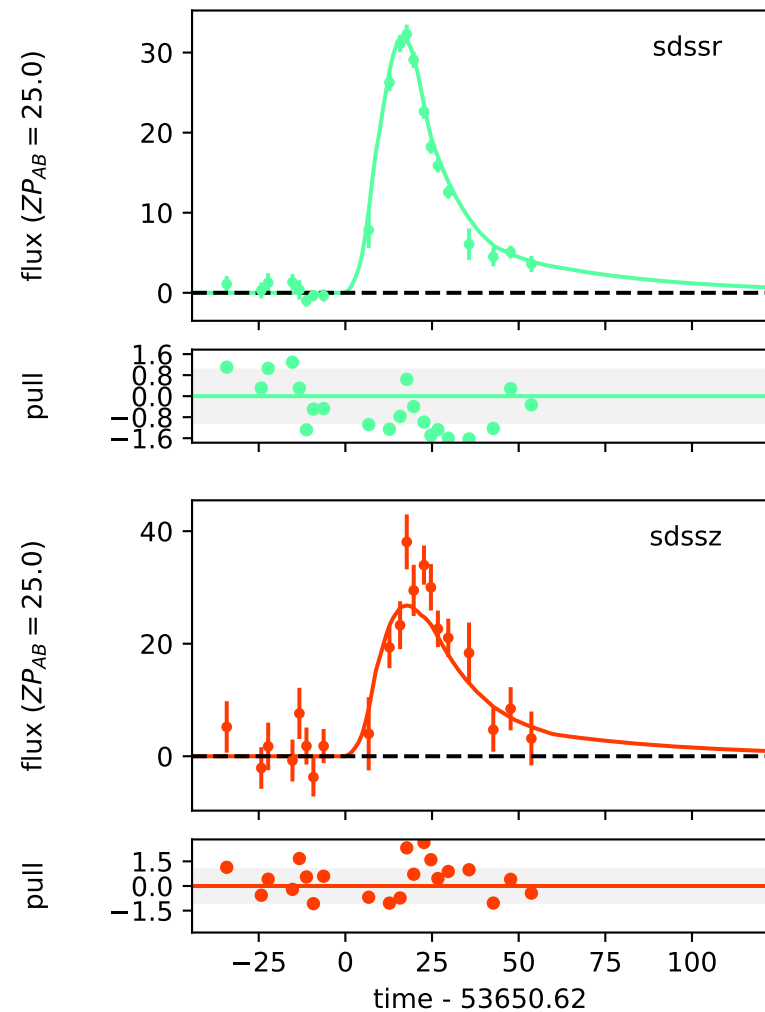 sdssr
flux (ZP_AB = 25.0)
30
20
10
0
pull
1.6
0.8
0.0
−0.8
−1.6
sdssz
flux (ZP_AB = 25.0)
40
20
0
pull
1.5
0.0
−1.5
−25 0 25 50 75 100
time - 53650.62